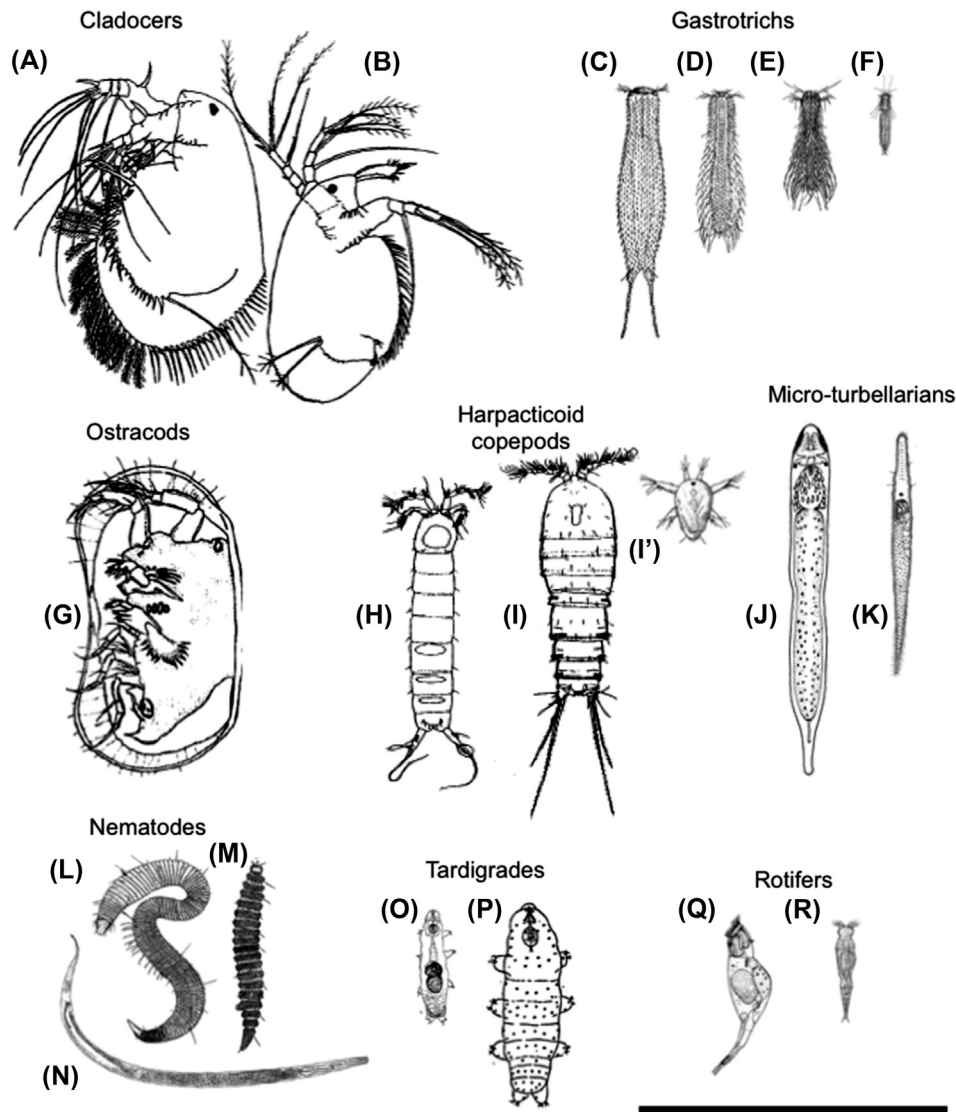 Cladocers
Gastrotrichs
(A)
(B)
(C)
(D)
(E)
(F)
Micro-turbellarians
Ostracods
Harpacticoid
copepods
(G)
(H)
(I)
(I’)
(J)
(K)
Nematodes
(L)
(M)
(N)
Tardigrades
(O)
(P)
Rotifers
(Q)
(R)